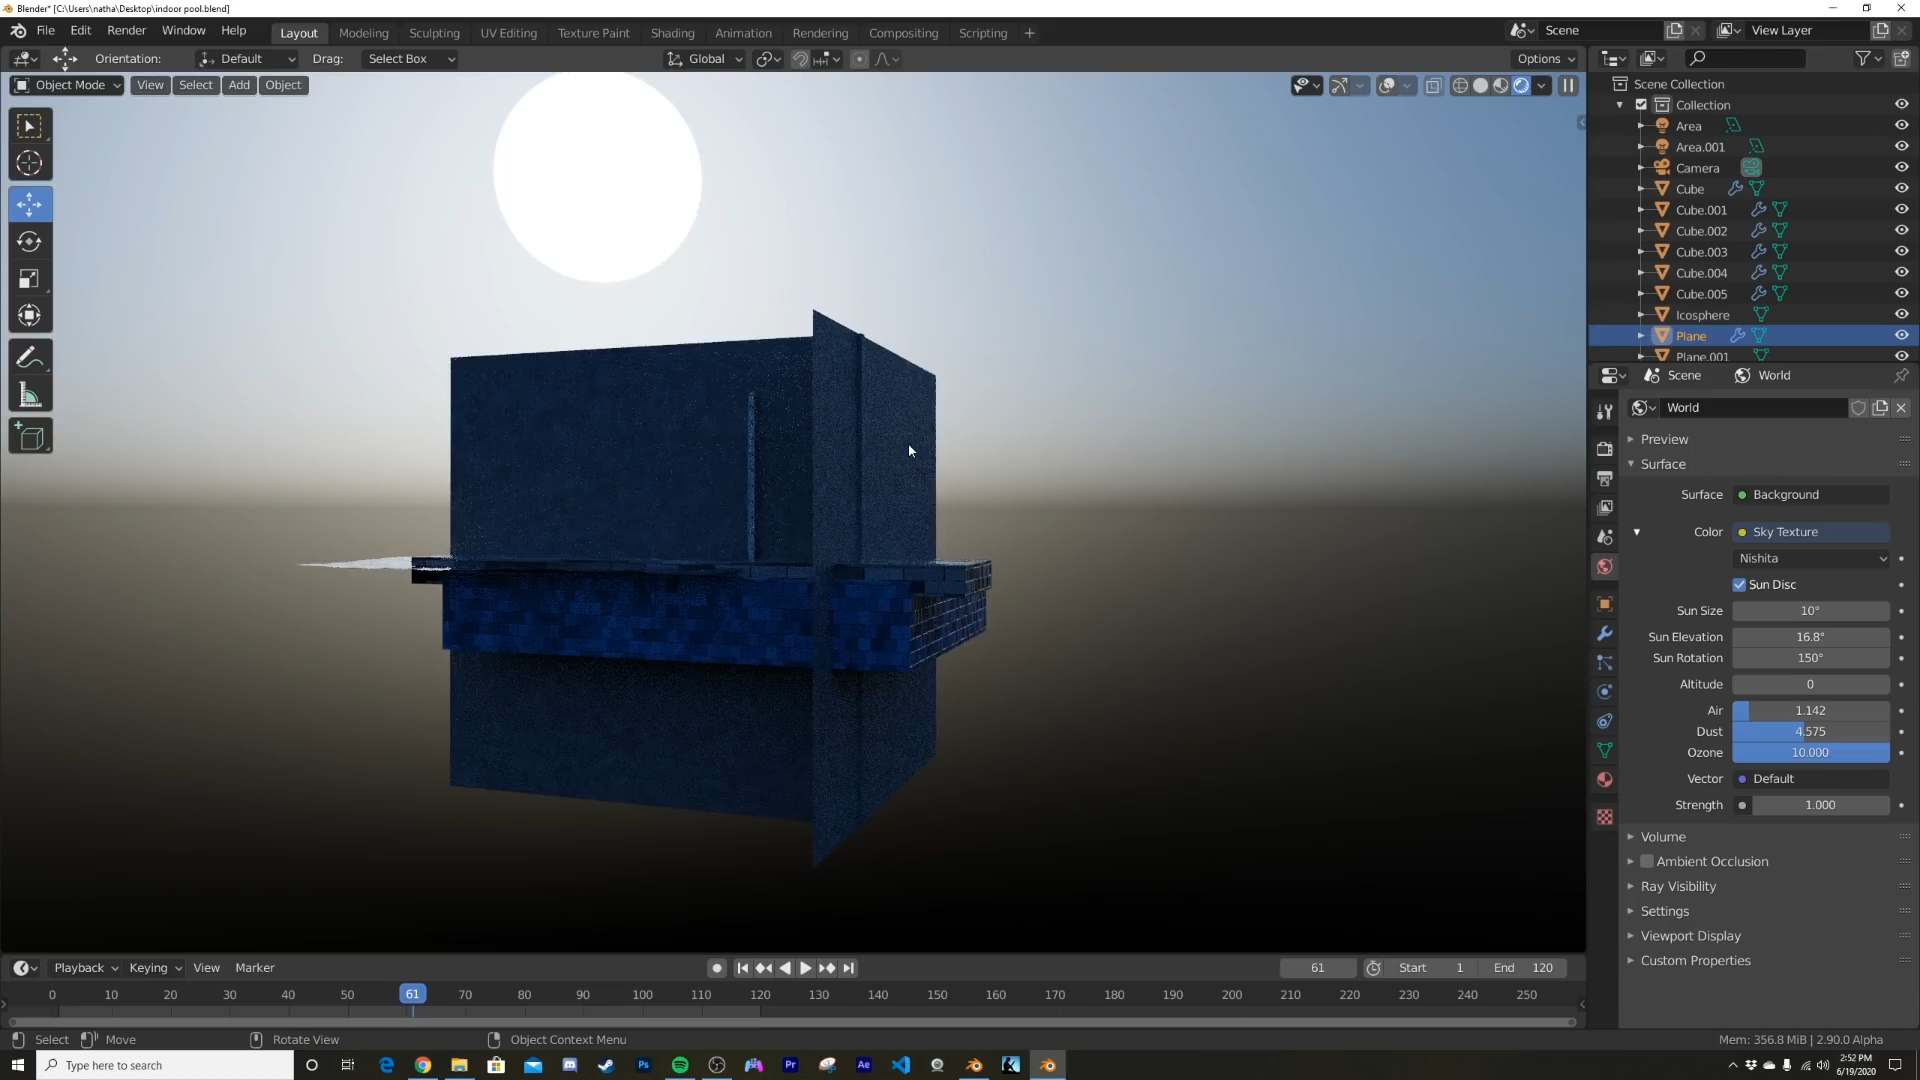 Blender* [C:\Users\natha\Desktop\indoor pool.blend]
File Edit Render Window Help Layout Modeling Sculpting UV Editing Texture Paint Shading Animation Rendering Compositing Scripting + Scene View Layer
Orientation: Default Drag: Select Box Global Options
Object Mode View Select Add Object
Scene Collection
Collection
Area
Area.001
Camera
Cube
Cube.001
Cube.002
Cube.003
Cube.004
Cube.005
Icosphere
Plane
Plane.001
Scene World
World
Preview
Surface
Surface Background
Color Sky Texture
Nishita
Sun Disc
Sun Size 10°
Sun Elevation 16.8°
Sun Rotation 150°
Altitude 0
Air 1.142
Dust 4.575
Ozone 10.000
Vector Default
Strength 1.000
Volume
Ambient Occlusion
Ray Visibility
Settings
Viewport Display
Custom Properties
Playback Keying View Marker 61 Start 1 End 120
0 10 20 30 40 50 61 70 80 90 100 110 120 130 140 150 160 170 180 190 200 210 220 230 240 250
Select Move Rotate View Object Context Menu Mem: 356.8 MiB | 2.90.0 Alpha
Type here to search Ps Pr Ae 2:52 PM
6/19/2020